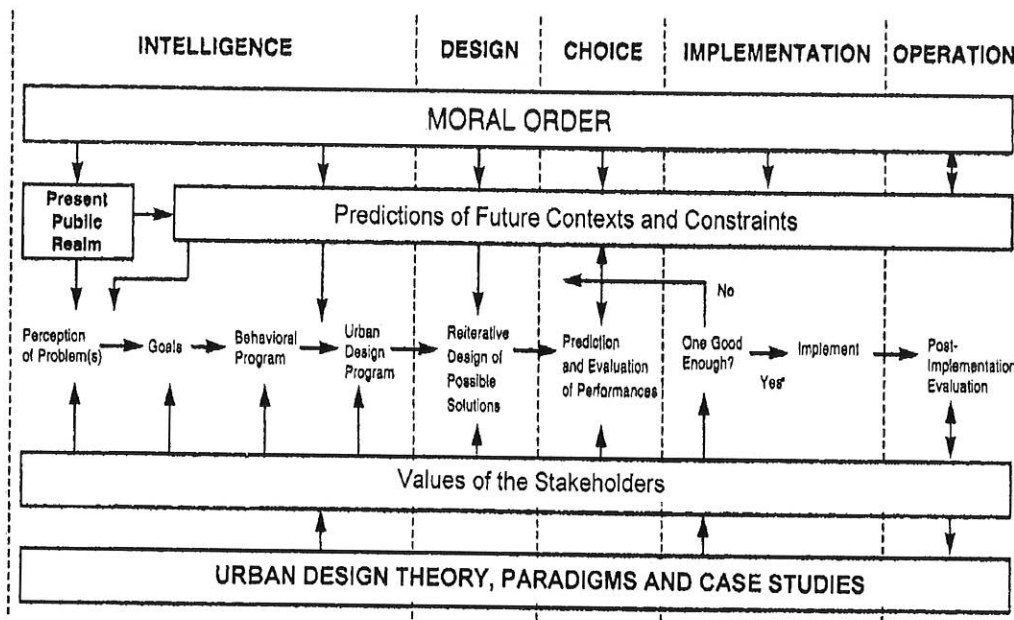 INTELLIGENCE
DESIGN
CHOICE
IMPLEMENTATION
OPERATION
MORAL ORDER
Present
Public
Realm
Predictions of Future Contexts and Constraints
No
Perception
of Problem(s)
Goals
Behavioral
Program
Urban
Design
Program
Reiterative
Design of
Possible
Solutions
Prediction
and Evaluation
of Performances
One Good
Enough?
Yes
Implement
Post-
Implementation
Evaluation
Values of the Stakeholders
URBAN DESIGN THEORY, PARADIGMS AND CASE STUDIES